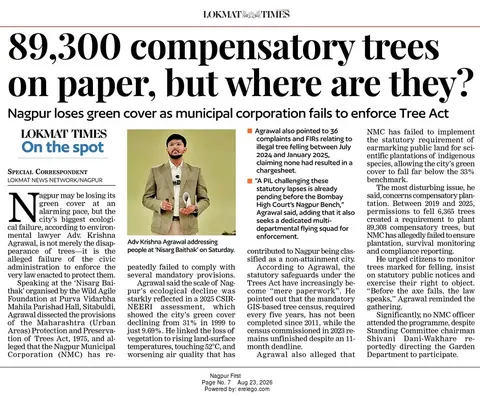 LOKMAT TIMES
89,300 compensatory trees
on paper, but where are they?
Nagpur loses green cover as municipal corporation fails to enforce Tree Act
LOKMAT TIMES
On the spot
SPECIAL CORRESPONDENT
LOKMAT NEWS NETWORK/NAGPUR
Nagpur may be losing its
green cover at an
alarming pace, but the
city's biggest ecologi-
cal failure, according to environ-
mental lawyer Adv. Krishna
Agrawal, is not merely the disap-
pearance of trees—it is the
alleged failure of the civic
administration to enforce the
very law enacted to protect them.
Speaking at the 'Nisarg Bai-
thak' organised by the Wild Agile
Foundation at Purva Vidarbha
Mahila Parishad Hall, Sitabuldi,
Agrawal dissected the provisions
of the Maharashtra (Urban
Areas) Protection and Preserva-
tion of Trees Act, 1975, and al-
leged that the Nagpur Municipal
Corporation (NMC) has re-
Adv Krishna Agrawal addressing
people at 'Nisarg Baithak' on Saturday.
peatedly failed to comply with
several mandatory provisions.
Agrawal said the scale of Nag-
pur's ecological decline was
starkly reflected in a 2025 CSIR-
NEERI assessment, which
showed the city's green cover
declining from 31% in 1999 to
just 9.69%. He linked the loss of
vegetation to rising land-surface
temperatures, touching 52°C, and
worsening air quality that has
Agrawal also pointed to 36
complaints and FIRs relating to
illegal tree felling between July
2024 and January 2025,
claiming none had resulted in a
chargesheet.
"A PIL challenging these
statutory lapses is already
pending before the Bombay
High Court's Nagpur Bench,"
Agrawal said, adding that it also
seeks a dedicated multi-
departmental flying squad for
enforcement.
contributed to Nagpur being clas-
sified as a non-attainment city.
According to Agrawal, the
statutory safeguards under the
Trees Act have increasingly be-
come "mere paperwork". He
pointed out that the mandatory
GIS-based tree census, required
every five years, has not been
completed since 2011, while the
census commissioned in 2023 re-
mains unfinished despite an 11-
month deadline.
Agrawal also alleged that
NMC has failed to implement
the statutory requirement of
earmarking public land for sci-
entific plantations of indigenous
species, allowing the city's green
cover to fall far below the 33%
benchmark.
The most disturbing issue, he
said, concerns compensatory plan-
tation. Between 2019 and 2025,
permissions to fell 6,365 trees
created a requirement to plant
89,308 compensatory trees, but
NMC has allegedly failed to ensure
plantation, survival monitoring
and compliance reporting.
He urged citizens to monitor
trees marked for felling, insist
on statutory public notices and
exercise their right to object.
"Before the axe falls, the law
speaks," Agrawal reminded the
gathering.
Significantly, no NMC officer
attended the programme, despite
Standing Committee chairman
Shivani Dani-Wakhare re-
portedly directing the Garden
Department to participate.
Nagpur First
Page No. 7 Aug 23, 2026
Powered by: erelego.com